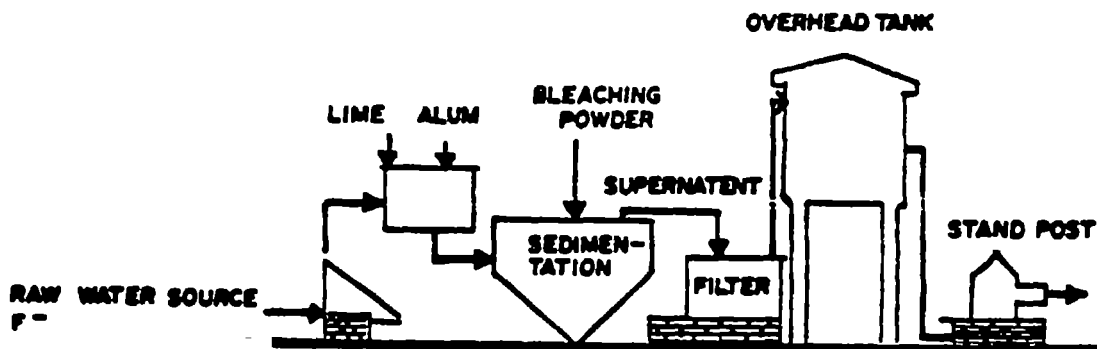 OVERHEAD TANK
LIME
ALUM
BLEACHING
POWDER
SUPERNATENT
SEDIMEN-
TATION
FILTER
STAND POST
RAW WATER SOURCE
F⁻